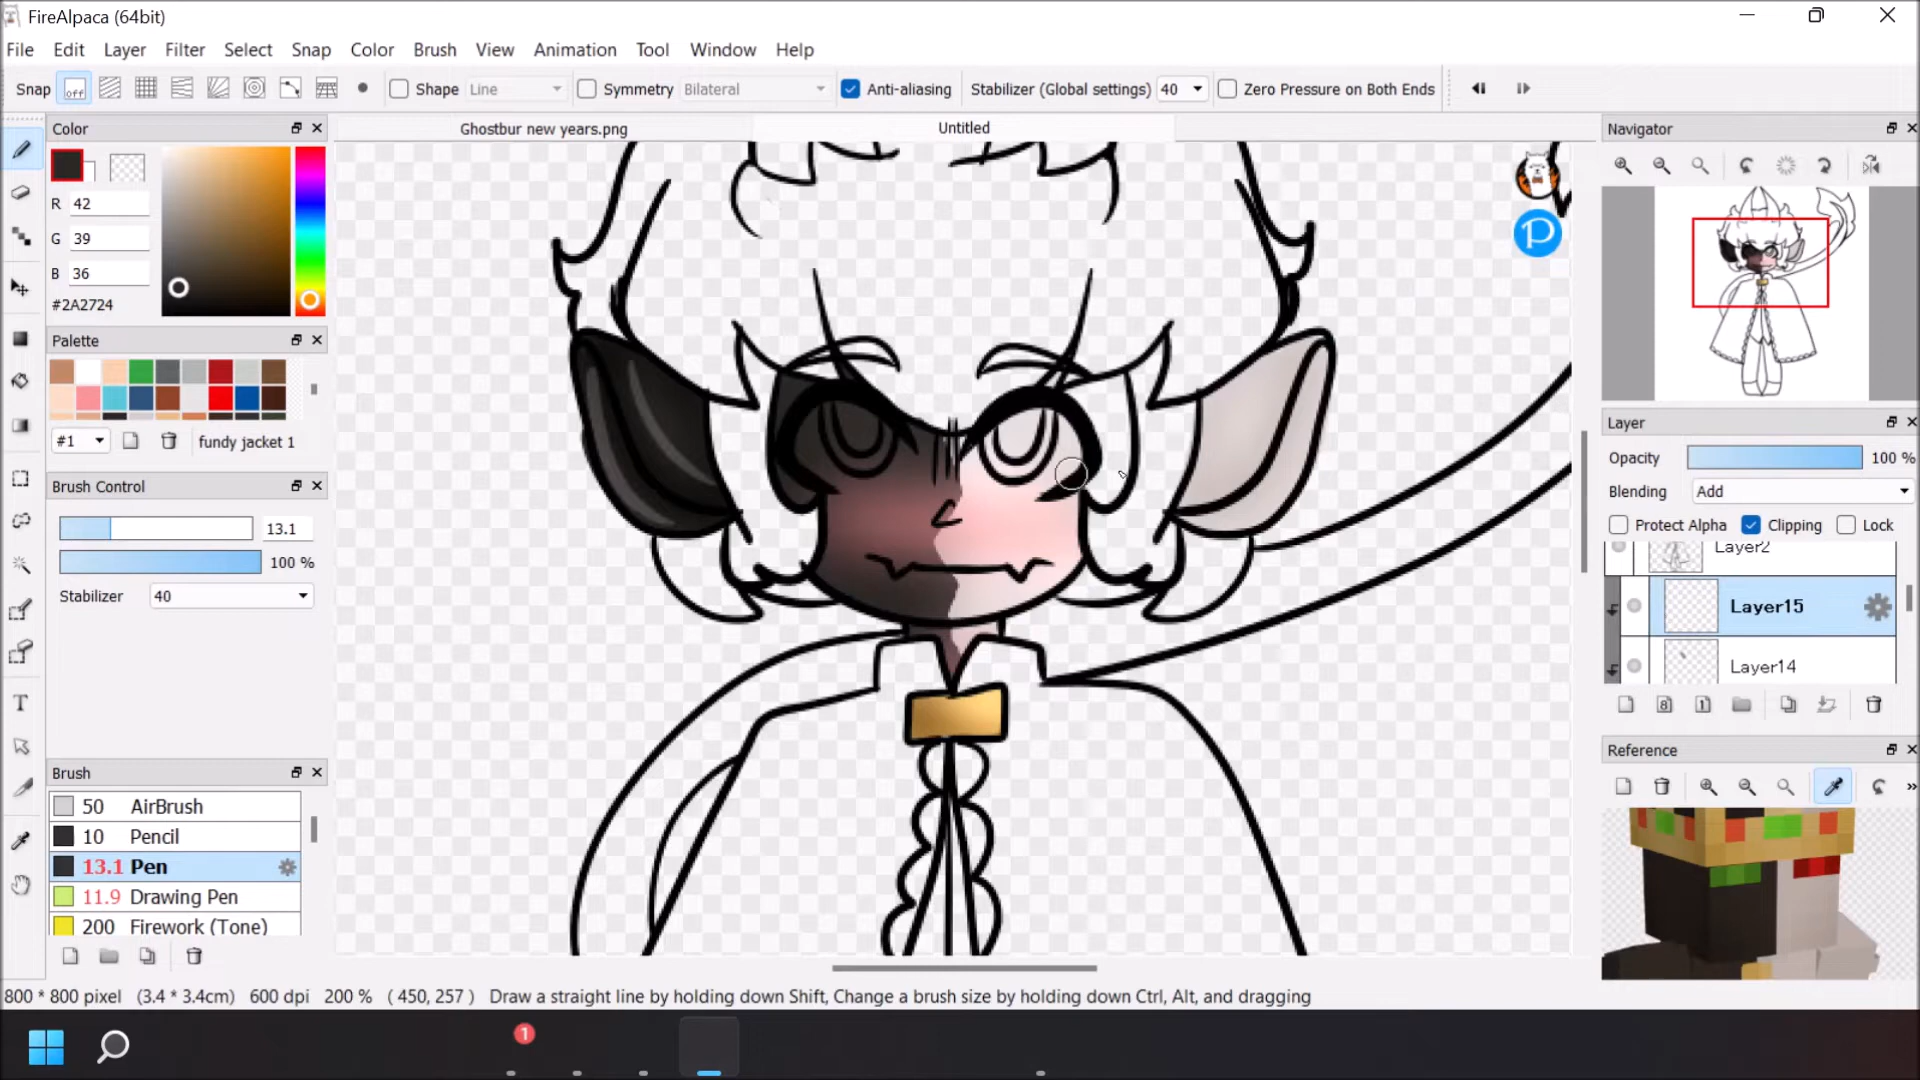 FireAlpaca (64bit)
File Edit Layer Filter Select Snap Color Brush View Animation Tool Window Help
Snap off Shape Line Symmetry Bilateral Anti-aliasing Stabilizer (Global settings) 40 Zero Pressure on Both Ends
Color
R 42
G 39
B 36
#2A2724
Palette
#1 fundy jacket 1
Brush Control
13.1
100 %
Stabilizer 40
Brush
50 AirBrush
10 Pencil
13.1 Pen
11.9 Drawing Pen
200 Firework (Tone)
Ghostbur new years.png Untitled
Navigator
Layer
Opacity 100 %
Blending Add
Protect Alpha Clipping Lock
Layer2
Layer15
Layer14
8 1
Reference
800 * 800 pixel (3.4 * 3.4cm) 600 dpi 200 % ( 450, 257 ) Draw a straight line by holding down Shift, Change a brush size by holding down Ctrl, Alt, and dragging
1